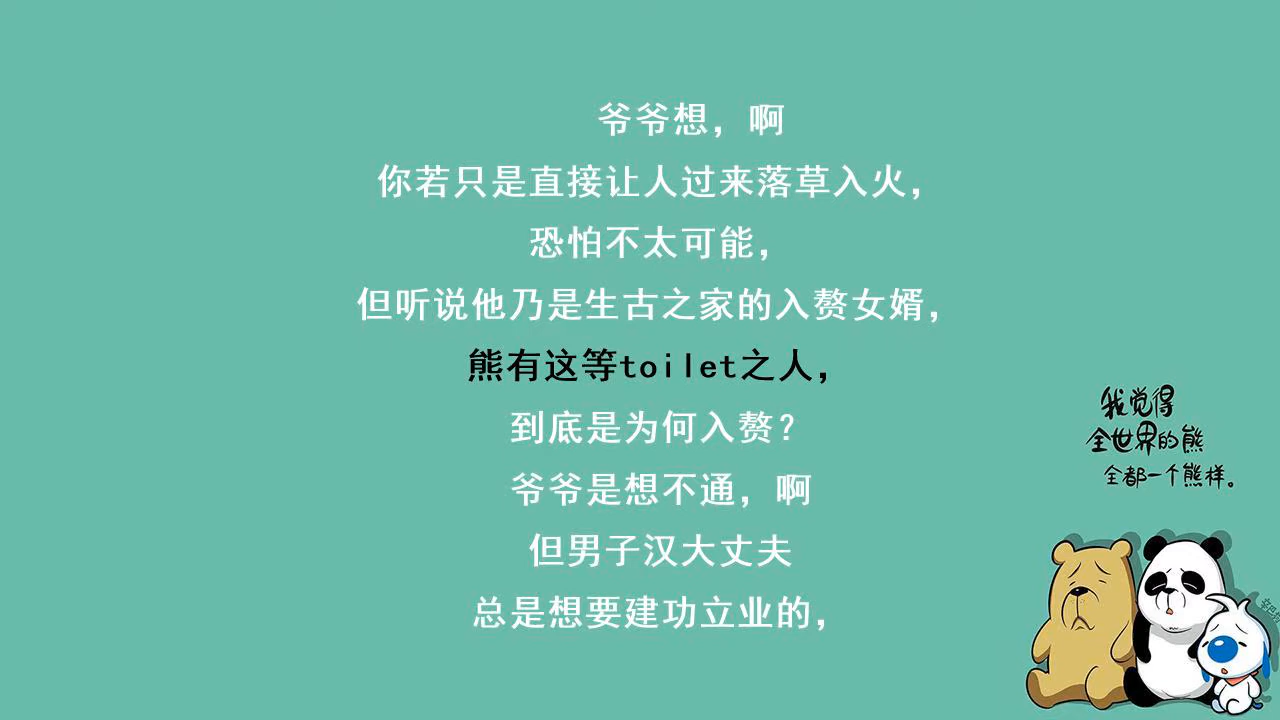 爷爷想，啊
你若只是直接让人过来落草入火，
恐怕不太可能，
但听说他乃是生古之家的入赘女婿，
熊有这等toilet之人，
到底是为何入赘？
爷爷是想不通，啊
但男子汉大丈夫
总是想要建功立业的，
我觉得
全世界的熊
全都一个熊样。